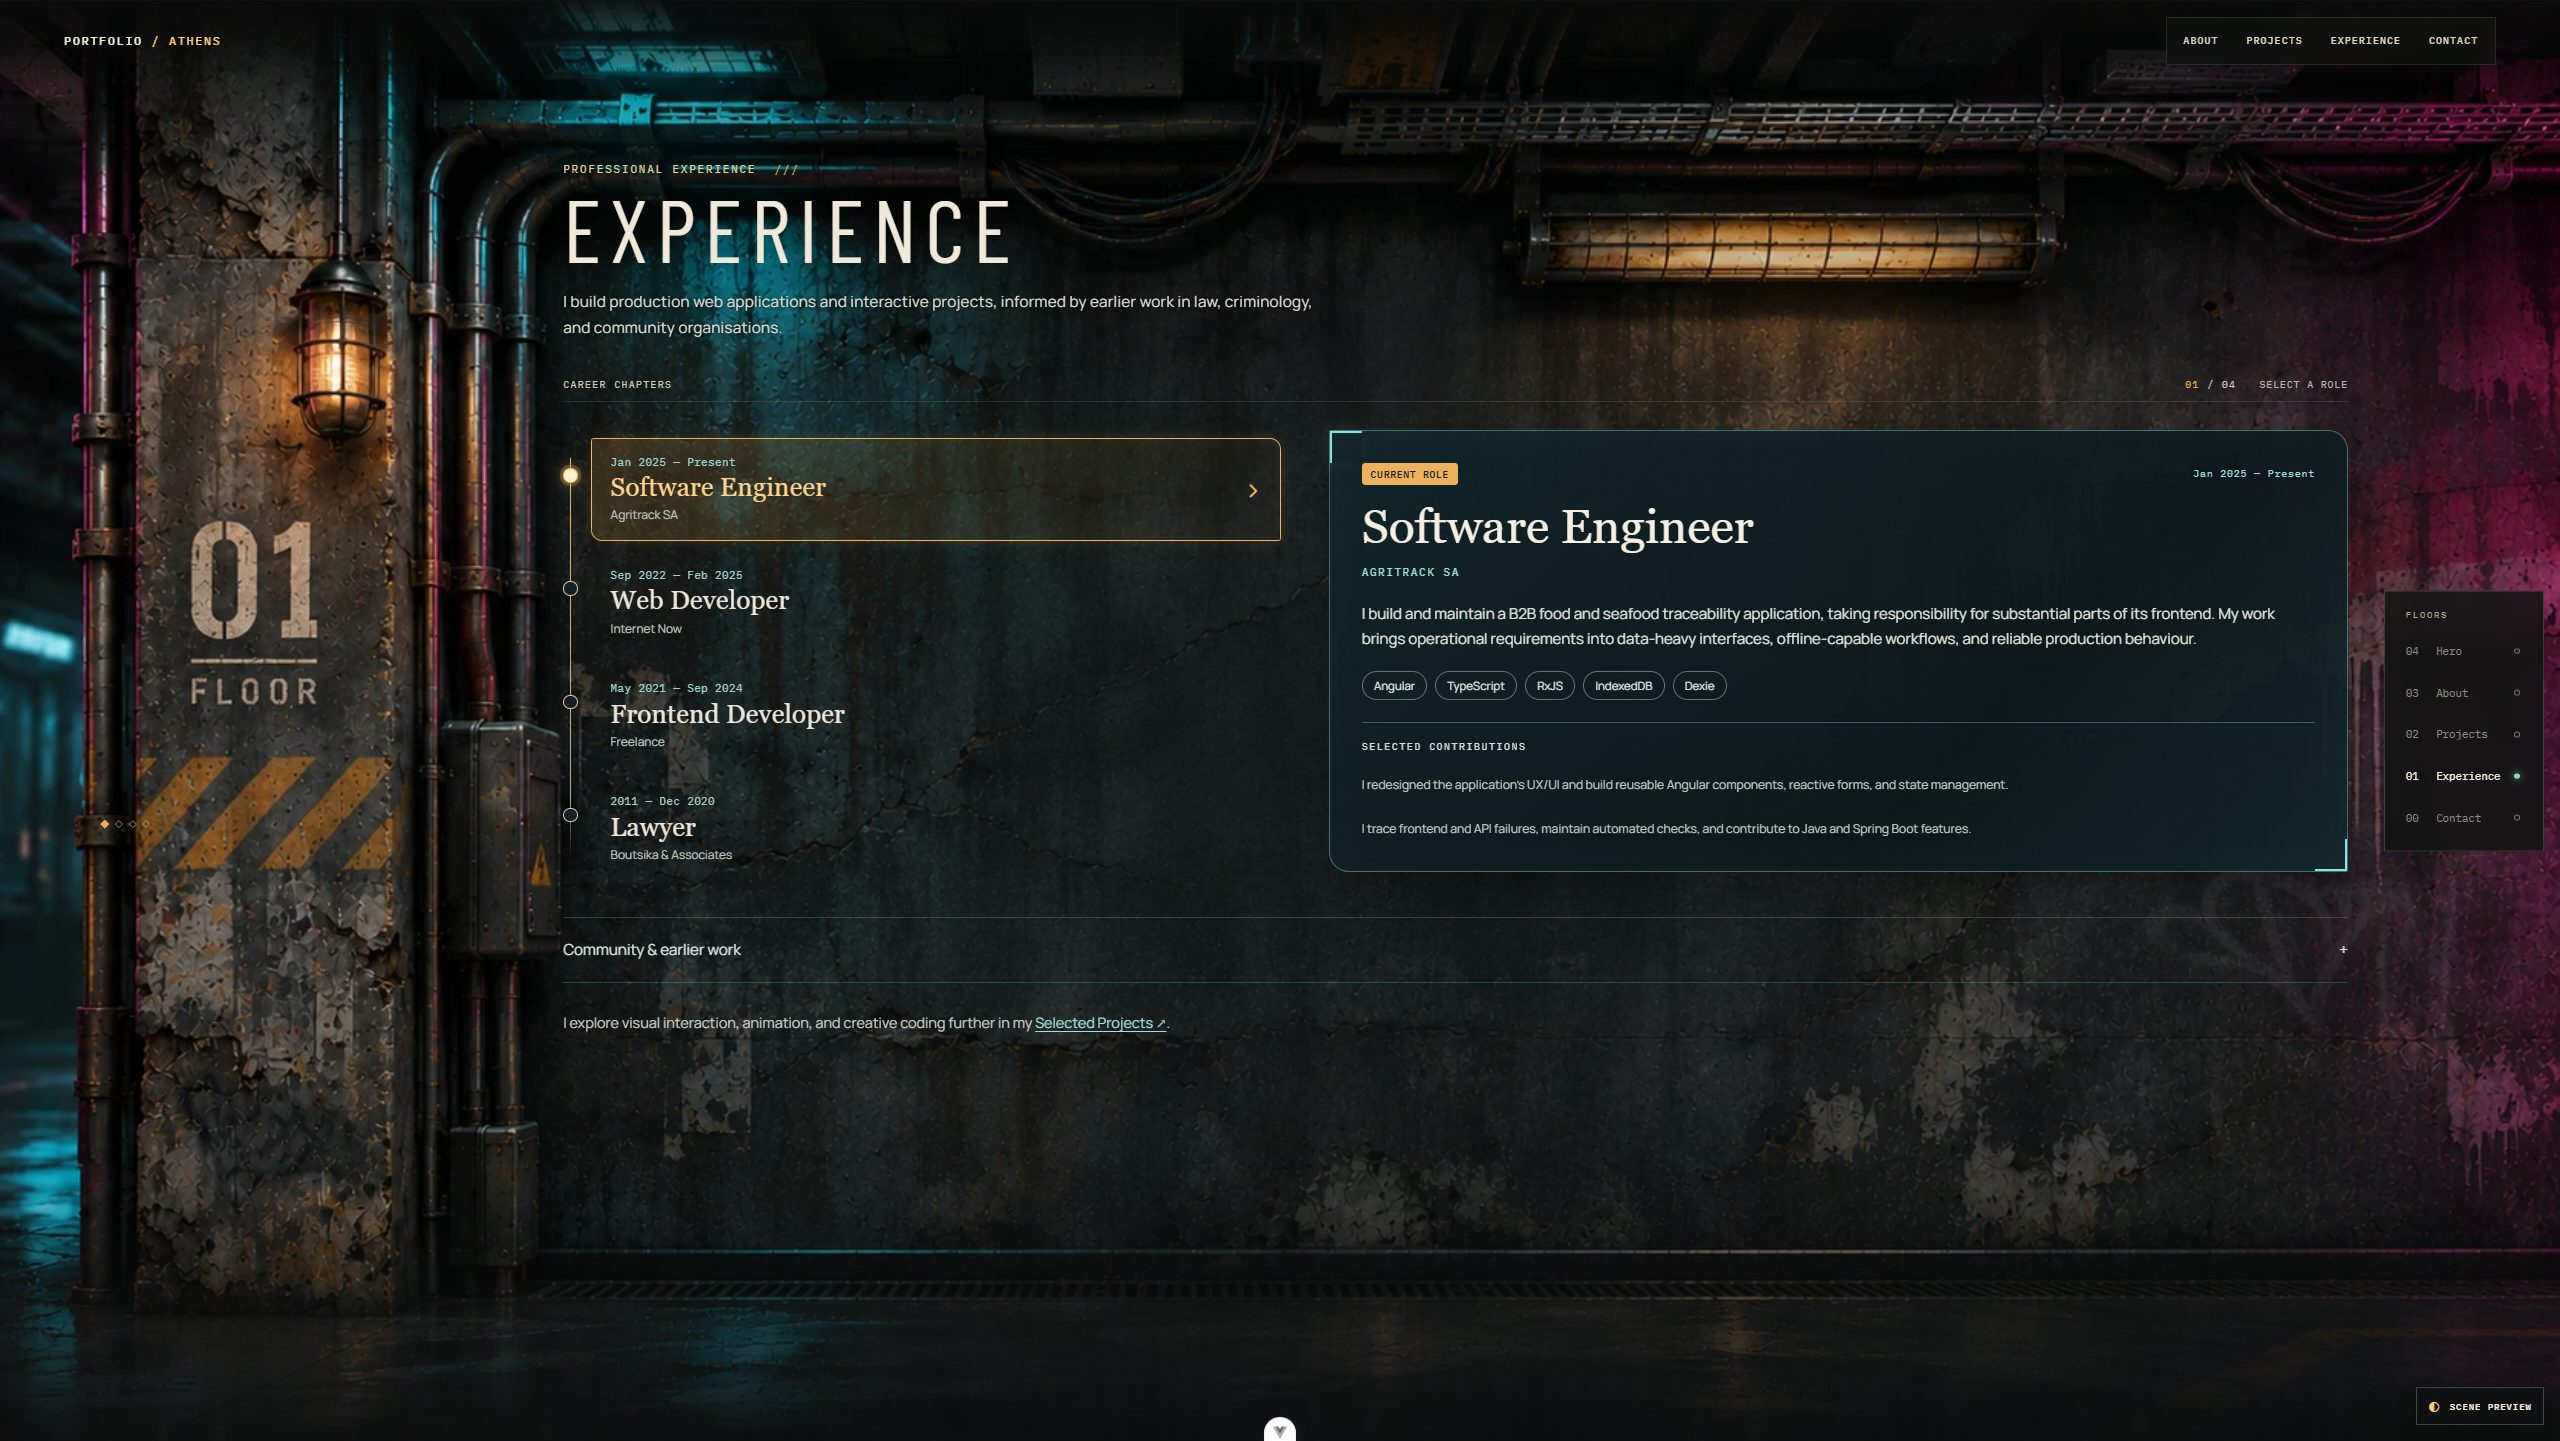 PORTFOLIO / ATHENS
ABOUT PROJECTS EXPERIENCE CONTACT
PROFESSIONAL EXPERIENCE ///
EXPERIENCE
I build production web applications and interactive projects, informed by earlier work in law, criminology,
and community organisations.
CAREER CHAPTERS
01 / 04 SELECT A ROLE
Jan 2025 — Present
Software Engineer
Agritrack SA
Sep 2022 — Feb 2025
Web Developer
Internet Now
May 2021 — Sep 2024
Frontend Developer
Freelance
2011 — Dec 2020
Lawyer
Boutsika & Associates
CURRENT ROLE
Jan 2025 — Present
Software Engineer
AGRITRACK SA
I build and maintain a B2B food and seafood traceability application, taking responsibility for substantial parts of its frontend. My work
brings operational requirements into data-heavy interfaces, offline-capable workflows, and reliable production behaviour.
Angular TypeScript RxJS IndexedDB Dexie
SELECTED CONTRIBUTIONS
I redesigned the application's UX/UI and build reusable Angular components, reactive forms, and state management.
I trace frontend and API failures, maintain automated checks, and contribute to Java and Spring Boot features.
01
FLOOR
FLOORS
04 Hero
03 About
02 Projects
01 Experience
00 Contact
Community & earlier work +
I explore visual interaction, animation, and creative coding further in my Selected Projects ↗.
SCENE PREVIEW